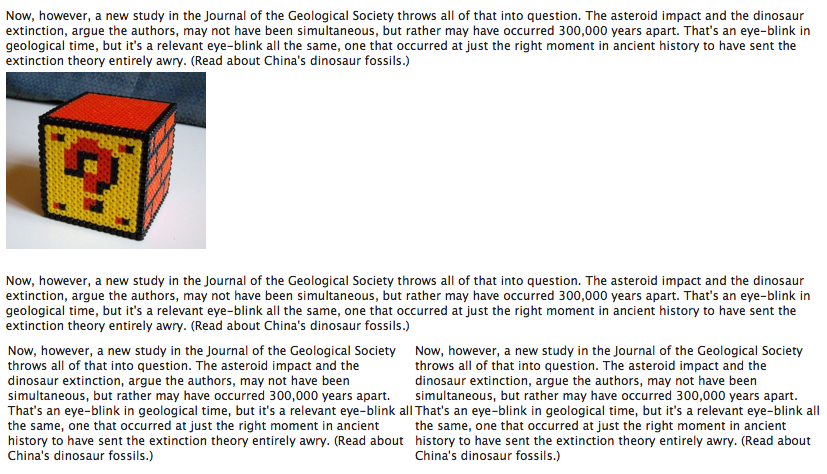 Now, however, a new study in the Journal of the Geological Society throws all of that into question. The asteroid impact and the dinosaur
extinction, argue the authors, may not have been simultaneous, but rather may have occurred 300,000 years apart. That's an eye-blink in
geological time, but it's a relevant eye-blink all the same, one that occurred at just the right moment in ancient history to have sent the
extinction theory entirely awry. (Read about China's dinosaur fossils.)
?
Now, however, a new study in the Journal of the Geological Society throws all of that into question. The asteroid impact and the dinosaur
extinction, argue the authors, may not have been simultaneous, but rather may have occurred 300,000 years apart. That's an eye-blink in
geological time, but it's a relevant eye-blink all the same, one that occurred at just the right moment in ancient history to have sent the
extinction theory entirely awry. (Read about China's dinosaur fossils.)
Now, however, a new study in the Journal of the Geological Society
throws all of that into question. The asteroid impact and the
dinosaur extinction, argue the authors, may not have been
simultaneous, but rather may have occurred 300,000 years apart.
That's an eye-blink in geological time, but it's a relevant eye-blink all
the same, one that occurred at just the right moment in ancient
history to have sent the extinction theory entirely awry. (Read about
China's dinosaur fossils.)
Now, however, a new study in the Journal of the Geological Society
throws all of that into question. The asteroid impact and the
dinosaur extinction, argue the authors, may not have been
simultaneous, but rather may have occurred 300,000 years apart.
That's an eye-blink in geological time, but it's a relevant eye-blink all
the same, one that occurred at just the right moment in ancient
history to have sent the extinction theory entirely awry. (Read about
China's dinosaur fossils.)